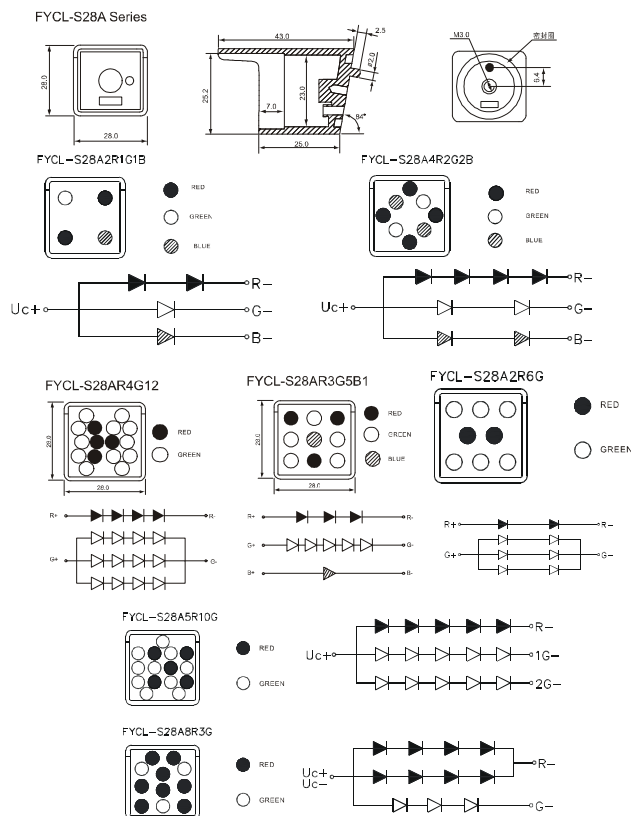 FYCL-S28A Series
43.0
2.5
M3.0
密封圈
ø2.0
28.0
25.2
23.0
7.0
5.4
84°
28.0
25.0
FYCL-S28A2R1G1B
FYCL-S28A4R2G2B
RED
GREEN
BLUE
RED
GREEN
BLUE
Uc+
R-
G-
B-
Uc+
R-
G-
B-
FYCL-S28AR4G12
FYCL-S28AR3G5B1
FYCL-S28A2R6G
28.0
RED
GREEN
28.0
28.0
RED
GREEN
BLUE
28.0
RED
GREEN
R+
R-
G+
G-
R+
R-
G+
G-
B+
B-
R+
R-
G+
G-
FYCL-S28A5R10G
RED
GREEN
Uc+
R-
1G-
2G-
FYCL-S28A8R3G
RED
GREEN
Uc+
Uc-
R-
G-